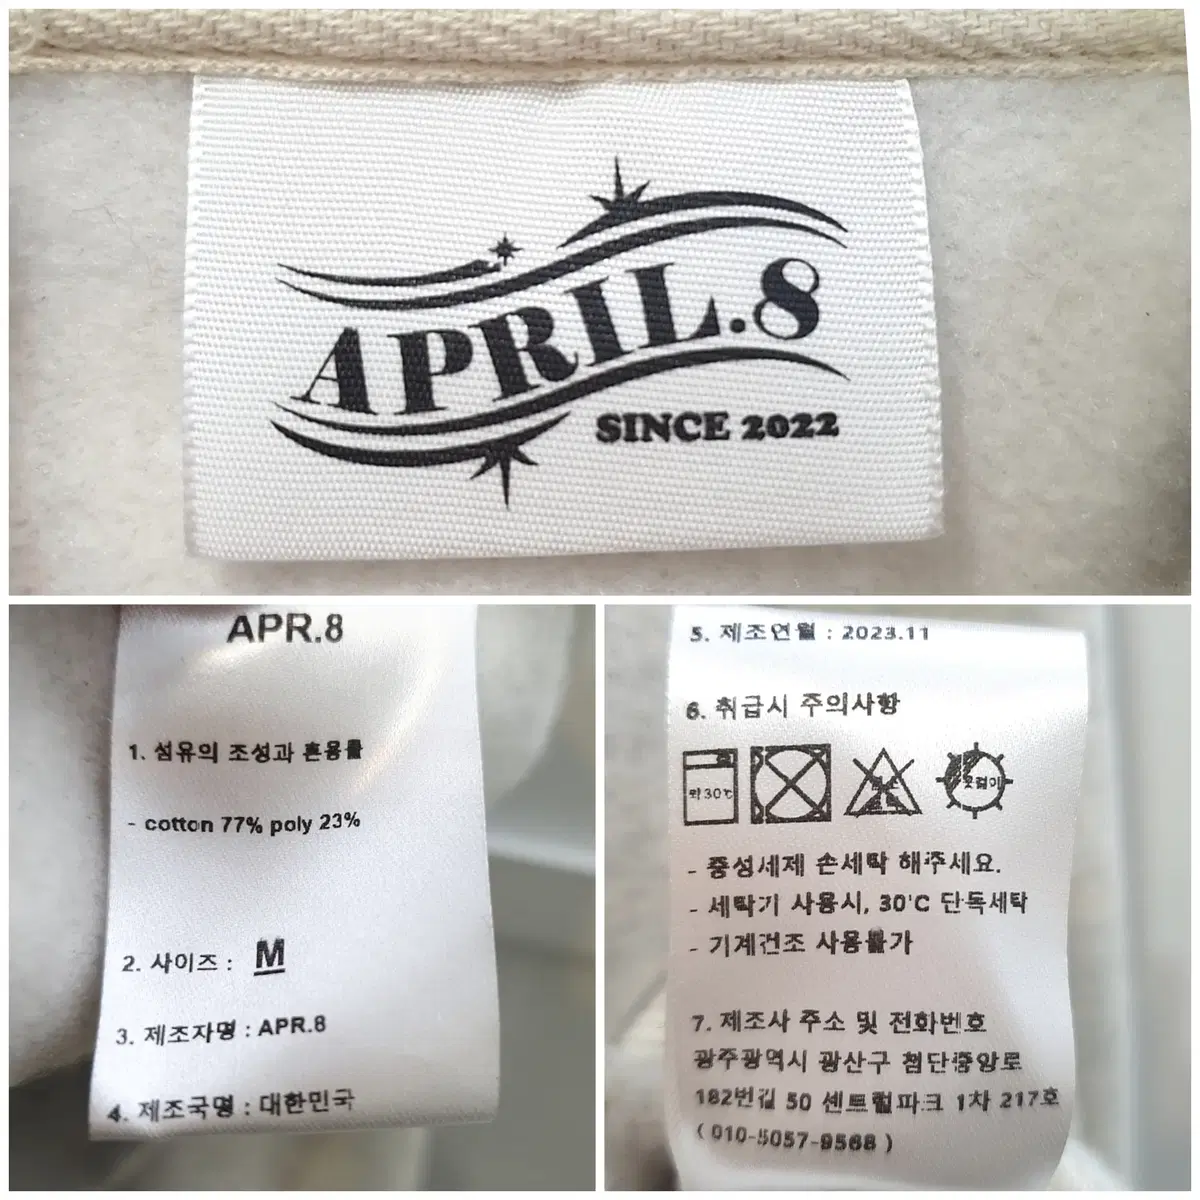 APRIL.8
SINCE 2022
APR.8
1. 섬유의 조성과 혼용률
- cotton 77% poly 23%
2. 사이즈 : M
3. 제조자명 : APR.8
4. 제조국명 : 대한민국
5. 제조연월 : 2023.11
6. 취급시 주의사항
약30℃
옷걸이
- 중성세제 손세탁 해주세요.
- 세탁기 사용시, 30'C 단독세탁
- 기계건조 사용불가
7. 제조사 주소 및 전화번호
광주광역시 광산구 첨단중앙로
182번길 50 센트럴파크 1차 217호
( 010-5057-9568 )